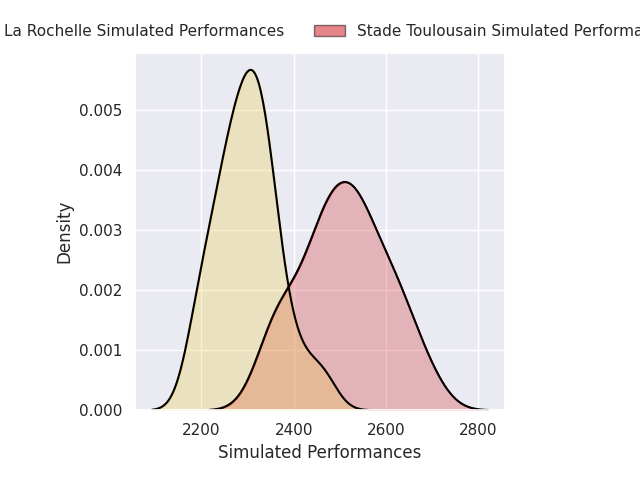 La Rochelle Simulated Performances
Stade Toulousain Simulated Performa
0.005
0.004
0.003
0.002
0.001
0.000
Density
2200 2400 2600 2800
Simulated Performances